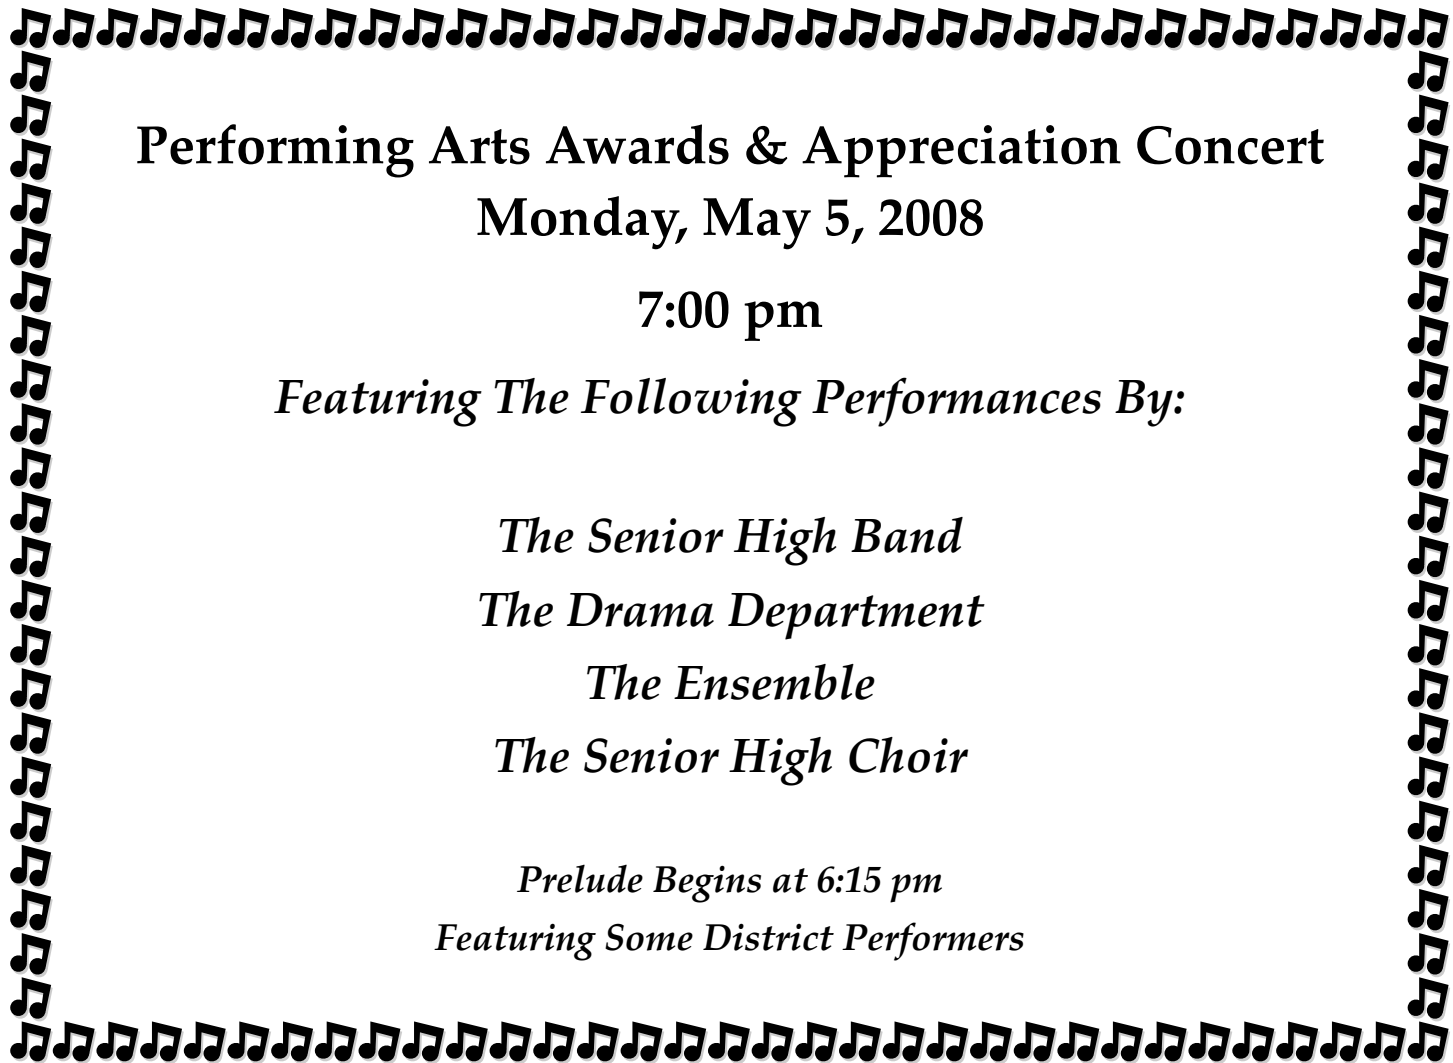 Performing Arts Awards & Appreciation Concert
Monday, May 5, 2008
7:00 pm
Featuring The Following Performances By:
The Senior High Band
The Drama Department
The Ensemble
The Senior High Choir
Prelude Begins at 6:15 pm
Featuring Some District Performers